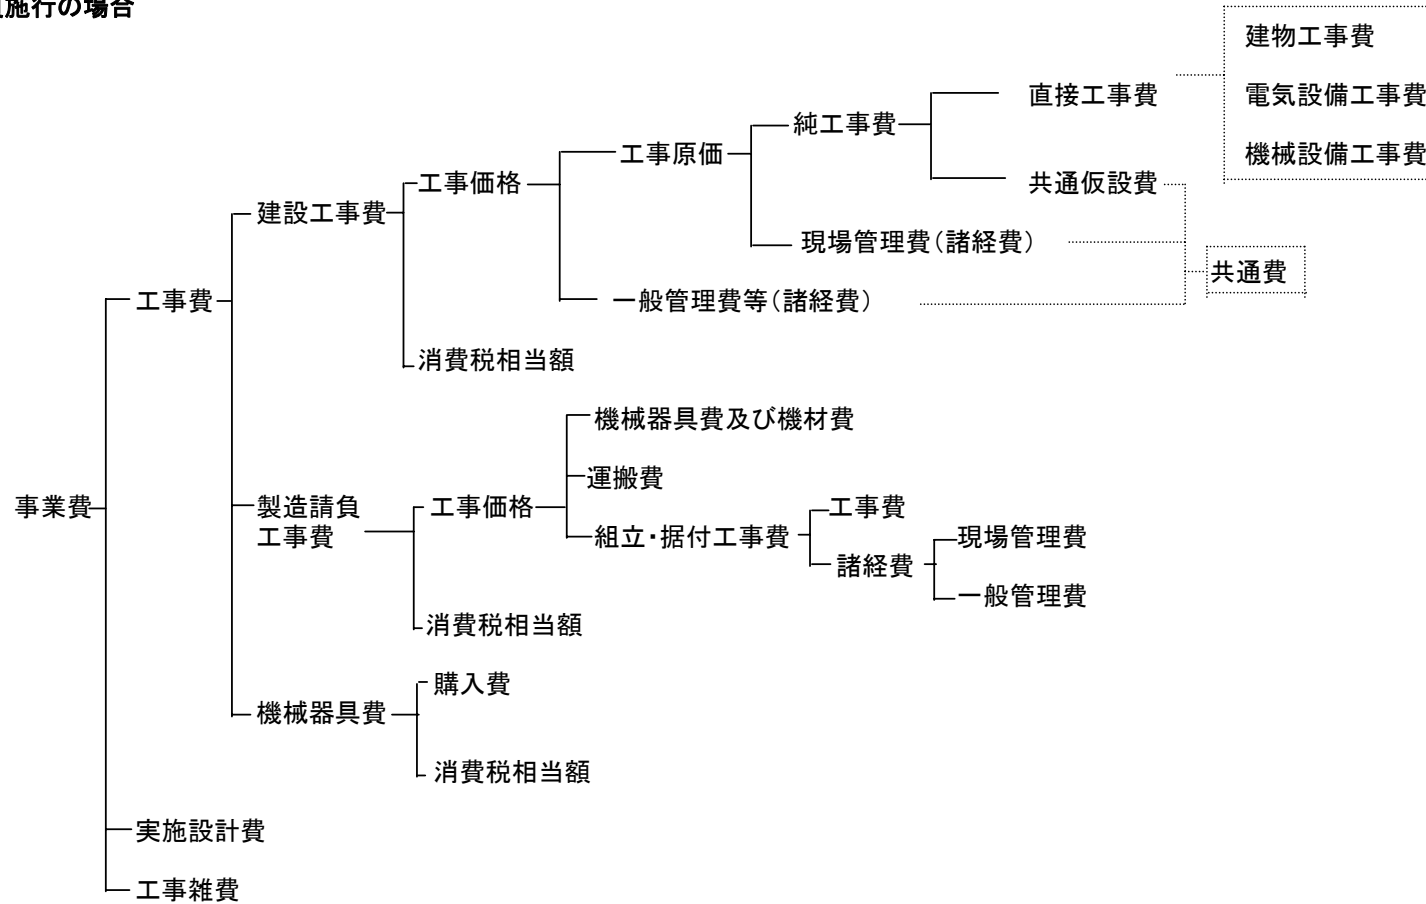 施行の場合
建物工事費
直接工事費
電気設備工事費
純工事費
工事原価
機械設備工事費
工事価格
共通仮設費
建設工事費
現場管理費(諸経費)
共通費
工事費
一般管理費等(諸経費)
消費税相当額
機械器具費及び機材費
運搬費
事業費
製造請負
工事費
工事価格
工事費
組立・据付工事費
現場管理費
諸経費
一般管理費
消費税相当額
購入費
機械器具費
消費税相当額
実施設計費
工事雑費